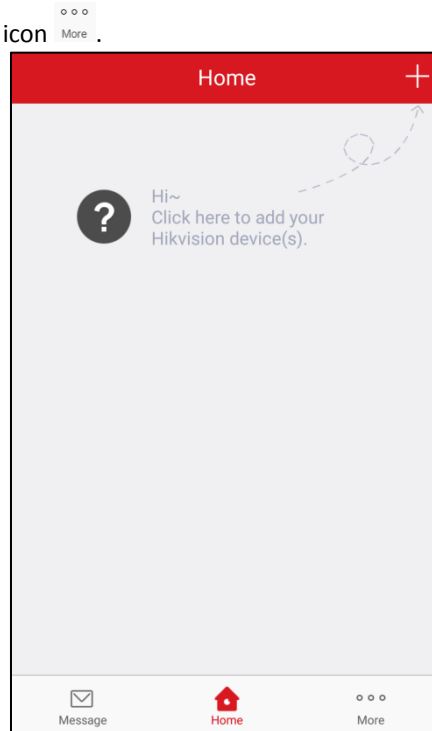 icon More .
Home
Hi~
Click here to add your
Hikvision device(s).
?
Message Home More